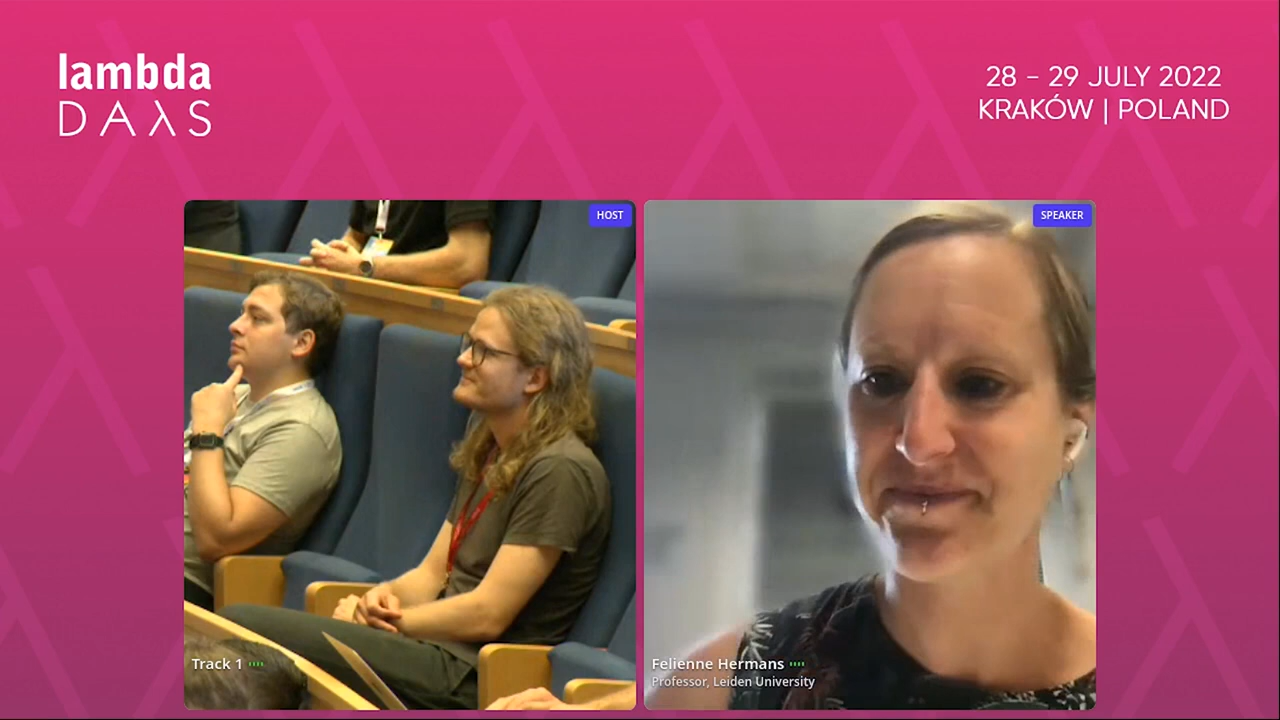 lambda
DAλS
28 – 29 JULY 2022
KRAKÓW | POLAND
HOST
SPEAKER
Track 1
Felienne Hermans
Professor, Leiden University